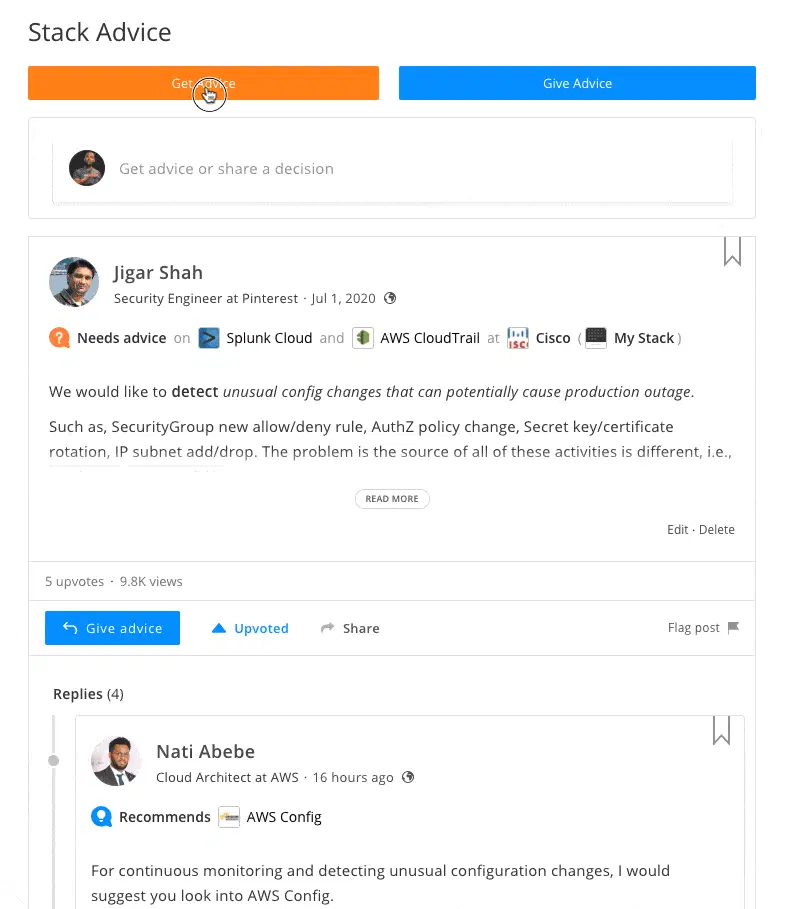 Stack Advice
Get Advice
Give Advice
Get advice or share a decision
Jigar Shah
Security Engineer at Pinterest · Jul 1, 2020
Needs advice on Splunk Cloud and AWS CloudTrail at CISC Cisco ( My Stack )
We would like to detect unusual config changes that can potentially cause production outage.
Such as, SecurityGroup new allow/deny rule, AuthZ policy change, Secret key/certificate
rotation, IP subnet add/drop. The problem is the source of all of these activities is different, i.e.,
READ MORE
Edit · Delete
5 upvotes · 9.8K views
Give advice
Upvoted
Share
Flag post
Replies (4)
Nati Abebe
Cloud Architect at AWS · 16 hours ago
Recommends AWS Config
For continuous monitoring and detecting unusual configuration changes, I would
suggest you look into AWS Config.